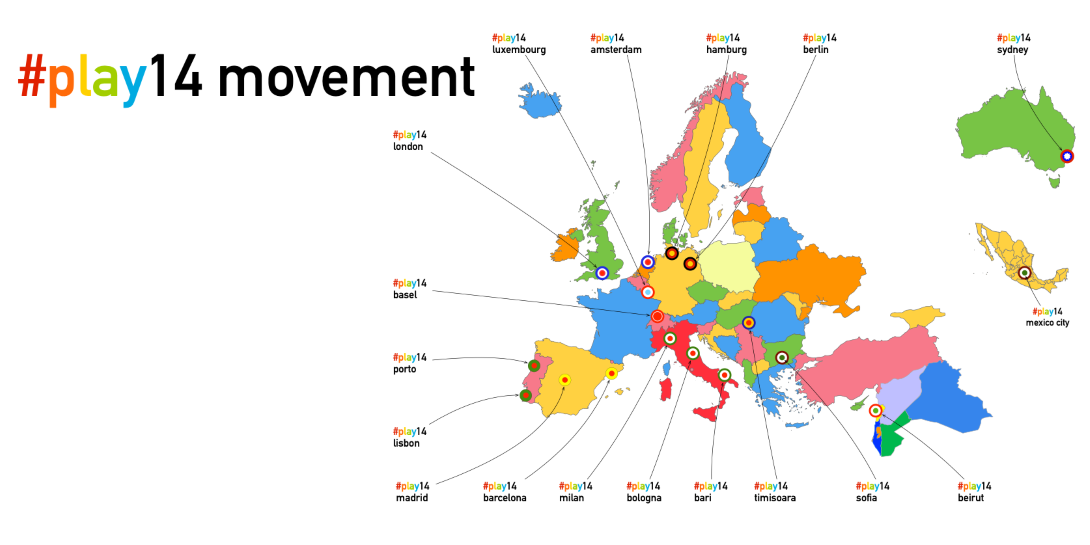 #play14 movement
#play14
luxembourg
#play14
amsterdam
#play14
hamburg
#play14
berlin
#play14
sydney
#play14
london
#play14
basel
#play14
mexico city
#play14
porto
#play14
lisbon
#play14
madrid
#play14
barcelona
#play14
milan
#play14
bologna
#play14
bari
#play14
timisoara
#play14
sofia
#play14
beirut